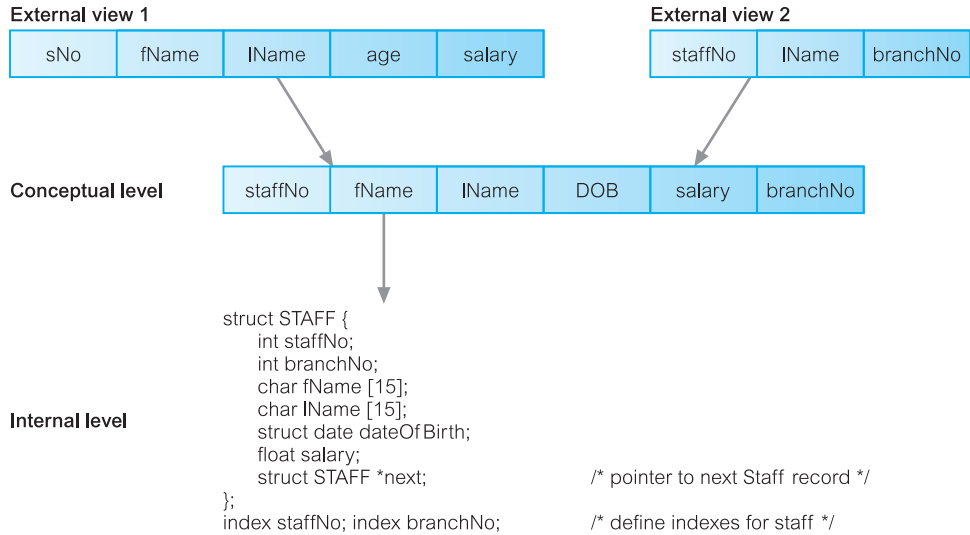 External view 1
External view 2
sNo fName lName age salary
staffNo lName branchNo
Conceptual level
staffNo fName lName DOB salary branchNo
Internal level
struct STAFF {
int staffNo;
int branchNo;
char fName [15];
char lName [15];
struct date dateOfBirth;
float salary;
struct STAFF *next; /* pointer to next Staff record */
};
index staffNo; index branchNo; /* define indexes for staff */